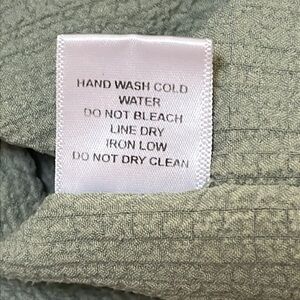 HAND WASH COLD
WATER
DO NOT BLEACH
LINE DRY
IRON LOW
DO NOT DRY CLEAN